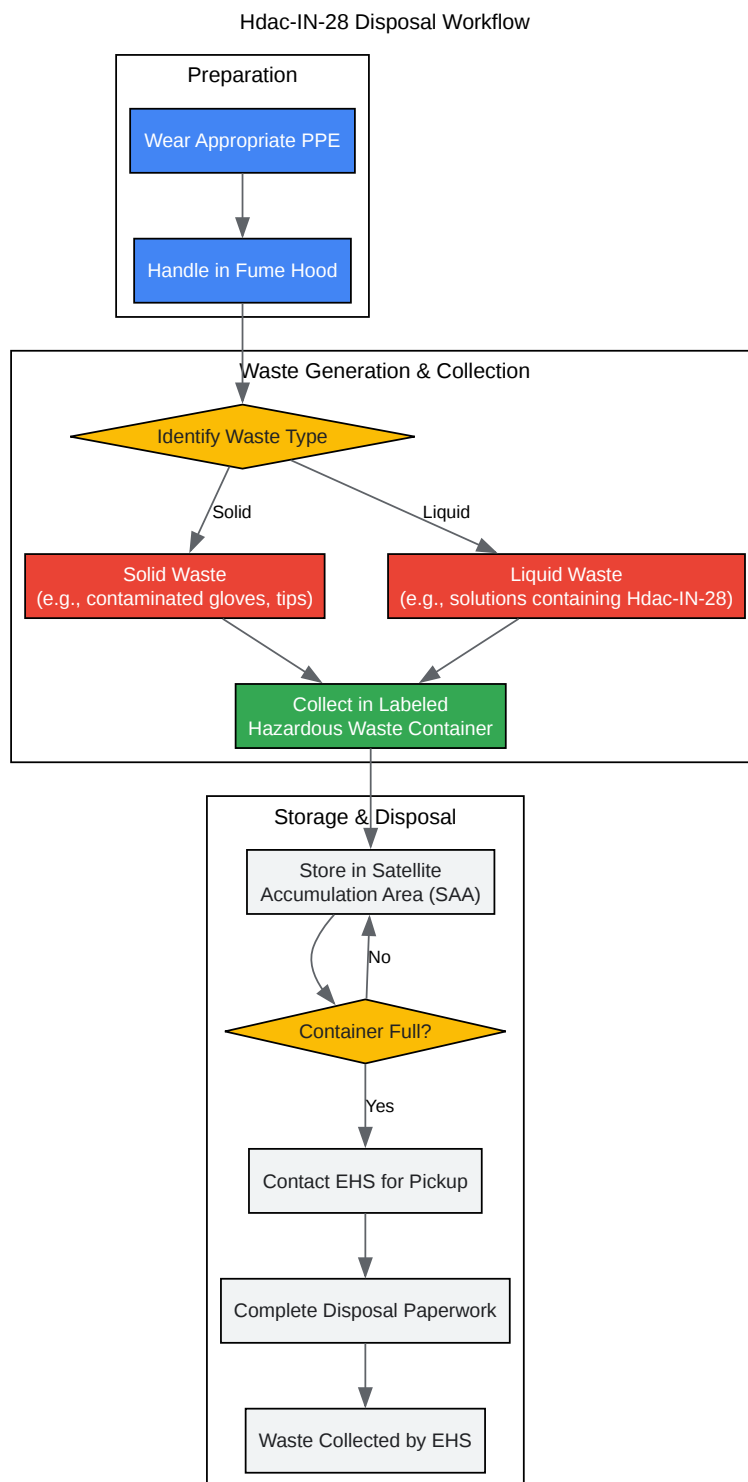 Hdac-IN-28 Disposal Workflow
Preparation
Wear Appropriate PPE
Handle in Fume Hood
Waste Generation & Collection
Identify Waste Type
Solid
Liquid
Solid Waste
(e.g., contaminated gloves, tips)
Liquid Waste
(e.g., solutions containing Hdac-IN-28)
Collect in Labeled
Hazardous Waste Container
Storage & Disposal
Store in Satellite
Accumulation Area (SAA)
No
Container Full?
Yes
Contact EHS for Pickup
Complete Disposal Paperwork
Waste Collected by EHS